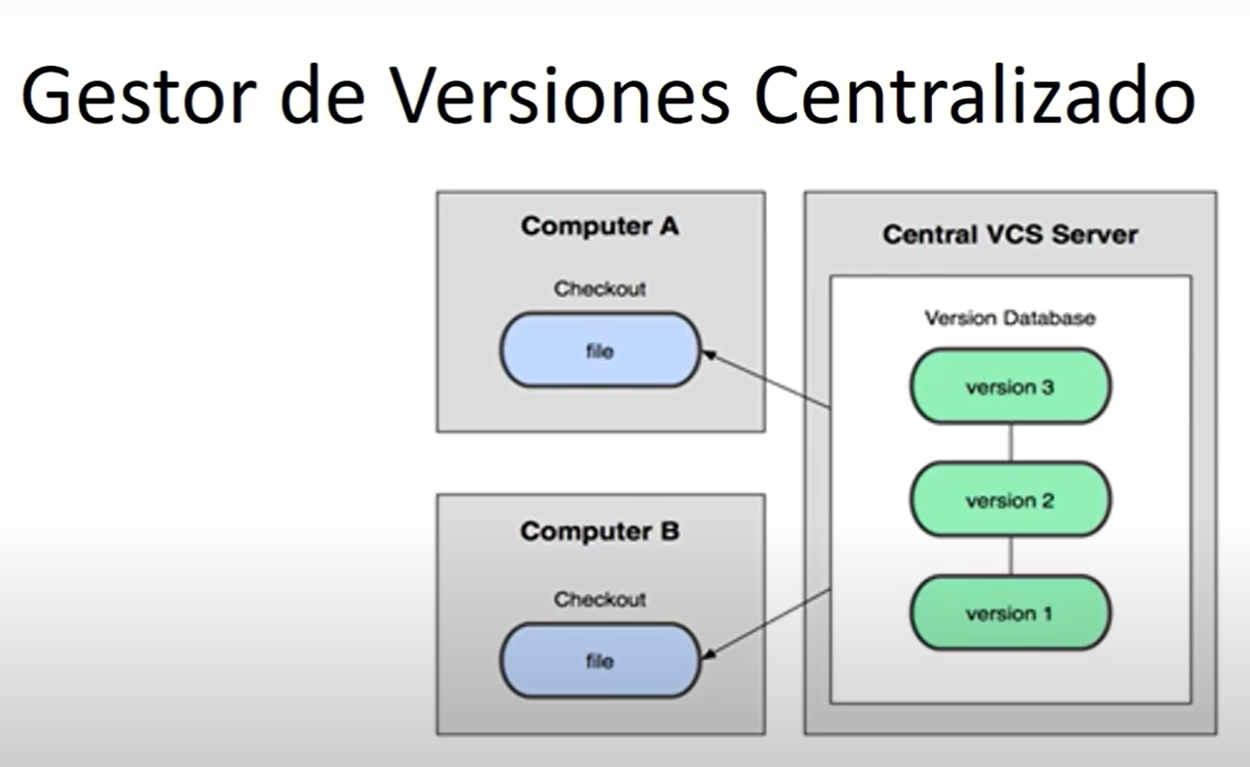 Gestor de Versiones Centralizado
Computer A
Checkout
file
Computer B
Checkout
file
Central VCS Server
Version Database
version 3
version 2
version 1